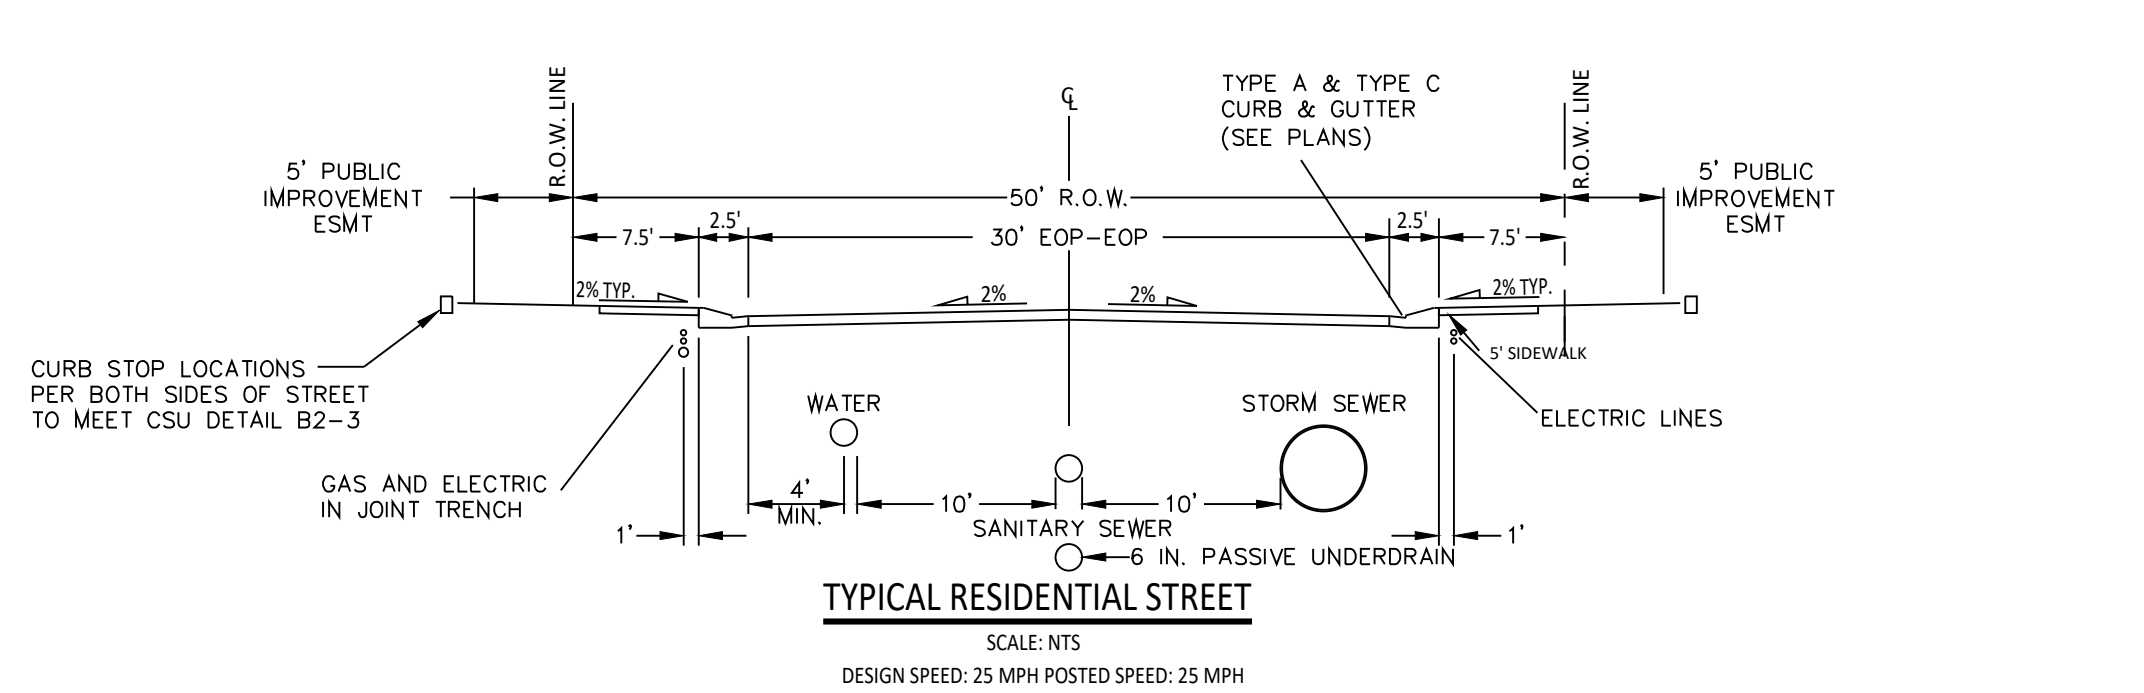 R.O.W. LINE
℄
TYPE A & TYPE C
CURB & GUTTER
(SEE PLANS)
R.O.W. LINE
5' PUBLIC
IMPROVEMENT
ESMT
50' R.O.W.
5' PUBLIC
IMPROVEMENT
ESMT
7.5'
2.5'
30' EOP-EOP
2.5'
7.5'
2% TYP.
2%
2%
2% TYP.
5' SIDEWALK
CURB STOP LOCATIONS
PER BOTH SIDES OF STREET
TO MEET CSU DETAIL B2-3
WATER
STORM SEWER
ELECTRIC LINES
GAS AND ELECTRIC
IN JOINT TRENCH
4'
MIN.
10'
10'
SANITARY SEWER
1'
1'
6 IN. PASSIVE UNDERDRAIN
TYPICAL RESIDENTIAL STREET
SCALE: NTS
DESIGN SPEED: 25 MPH POSTED SPEED: 25 MPH